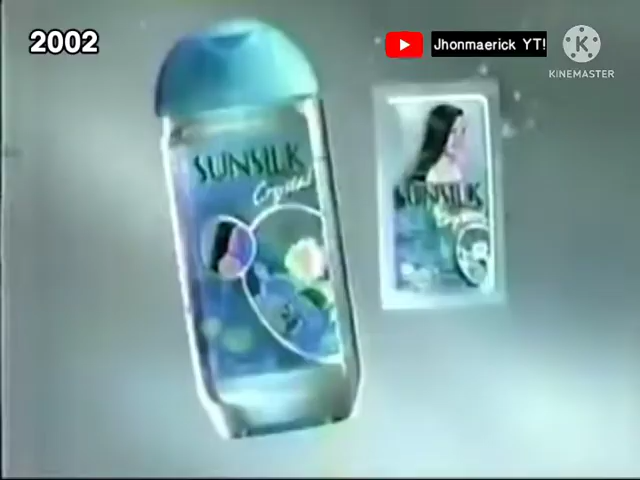 2002
Jhonmaerick YT!
K
KINEMASTER
SUNSILK
Crystal
SUNSILK